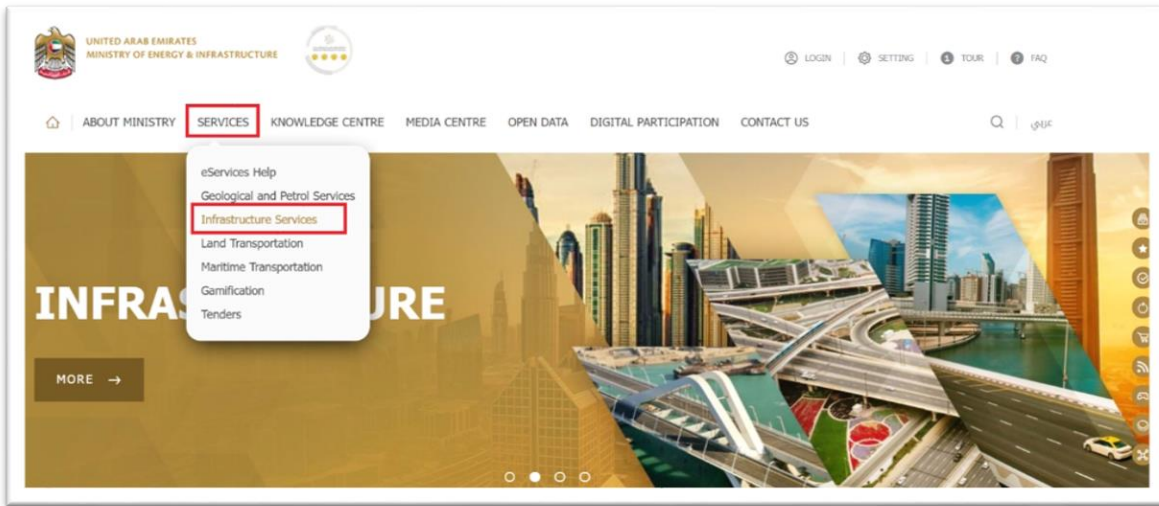 UNITED ARAB EMIRATES
MINISTRY OF ENERGY & INFRASTRUCTURE
LOGIN
SETTING
TOUR
FAQ
ABOUT MINISTRY
SERVICES
KNOWLEDGE CENTRE
MEDIA CENTRE
OPEN DATA
DIGITAL PARTICIPATION
CONTACT US
عربي
eServices Help
Geological and Petrol Services
Infrastructure Services
Land Transportation
Maritime Transportation
Gamification
Tenders
INFRAS URE
MORE →